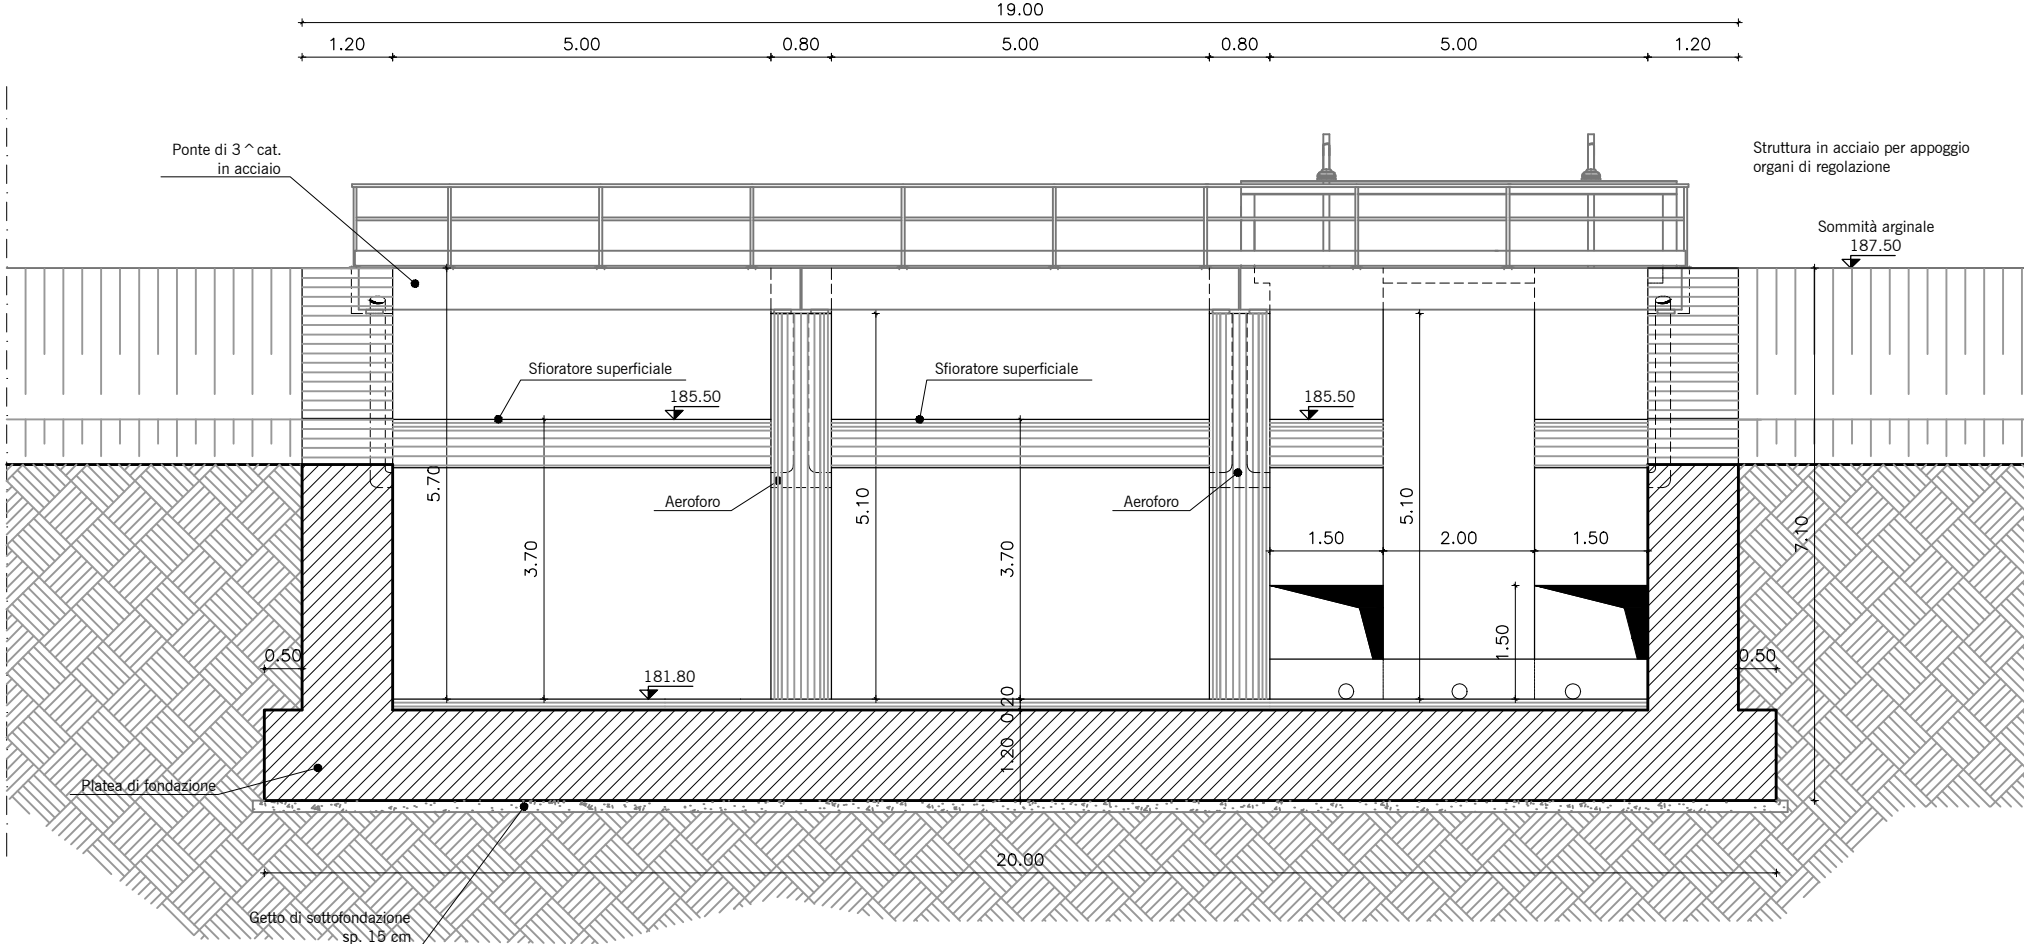 19.00
1.20 5.00 0.80 5.00 0.80 5.00 1.20
Ponte di 3^cat.
in acciaio
Struttura in acciaio per appoggio
organi di regolazione
Sommità arginale
187.50
Sfioratore superficiale
Sfioratore superficiale
185.50
185.50
5.70
5.10
5.10
Aeroforo
Aeroforo
3.70
3.70
7.10
1.50 2.00 1.50
1.50
0.50
0.50
181.80
0.20
1.20
Platea di fondazione
20.00
Getto di sottofondazione
sp. 15 cm